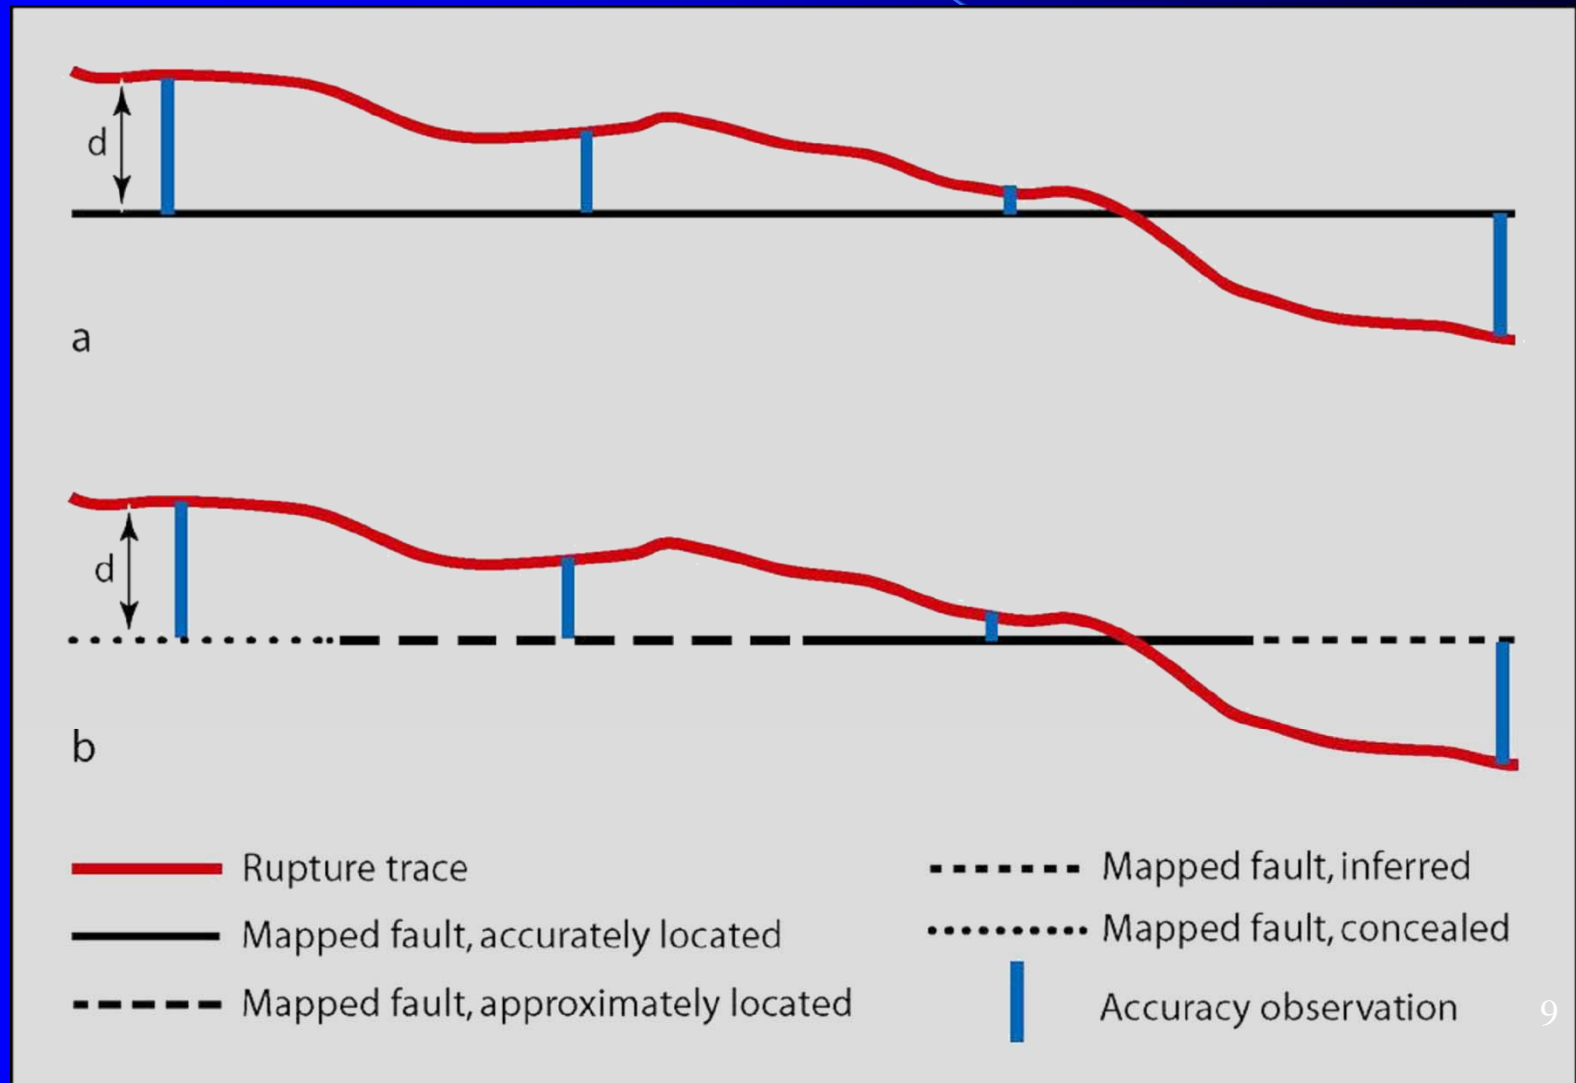 d
a
d
b
Rupture trace
Mapped fault, accurately located
Mapped fault, approximately located
Mapped fault, inferred
Mapped fault, concealed
Accuracy observation
9